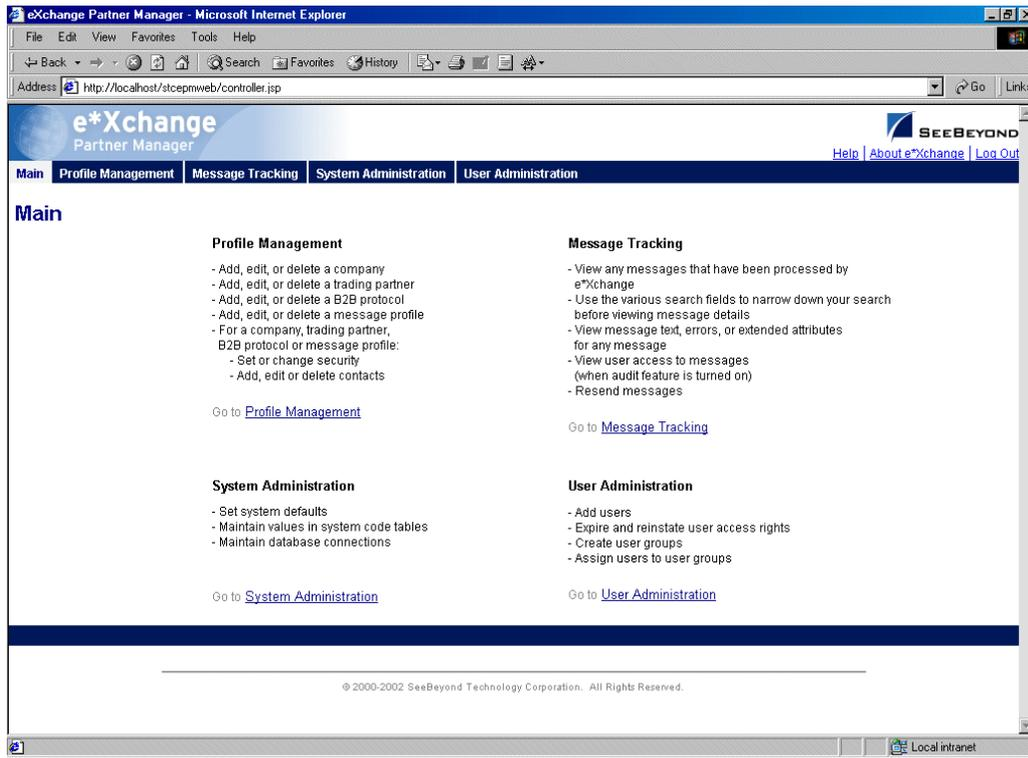 eXchange Partner Manager - Microsoft Internet Explorer
File Edit View Favorites Tools Help
Back Search Favorites History
Address http://localhost/stcepmweb/controller.jsp Go Links
e*Xchange
Partner Manager
SEEBEYOND
Help | About e*Xchange | Log Out
Main Profile Management Message Tracking System Administration User Administration
Main
Profile Management
- Add, edit, or delete a company
- Add, edit, or delete a trading partner
- Add, edit, or delete a B2B protocol
- Add, edit, or delete a message profile
- For a company, trading partner,
B2B protocol or message profile:
- Set or change security
- Add, edit or delete contacts
Go to Profile Management
Message Tracking
- View any messages that have been processed by
e*Xchange
- Use the various search fields to narrow down your search
before viewing message details
- View message text, errors, or extended attributes
for any message
- View user access to messages
(when audit feature is turned on)
- Resend messages
Go to Message Tracking
System Administration
- Set system defaults
- Maintain values in system code tables
- Maintain database connections
Go to System Administration
User Administration
- Add users
- Expire and reinstate user access rights
- Create user groups
- Assign users to user groups
Go to User Administration
© 2000-2002 SeeBeyond Technology Corporation. All Rights Reserved.
Local intranet